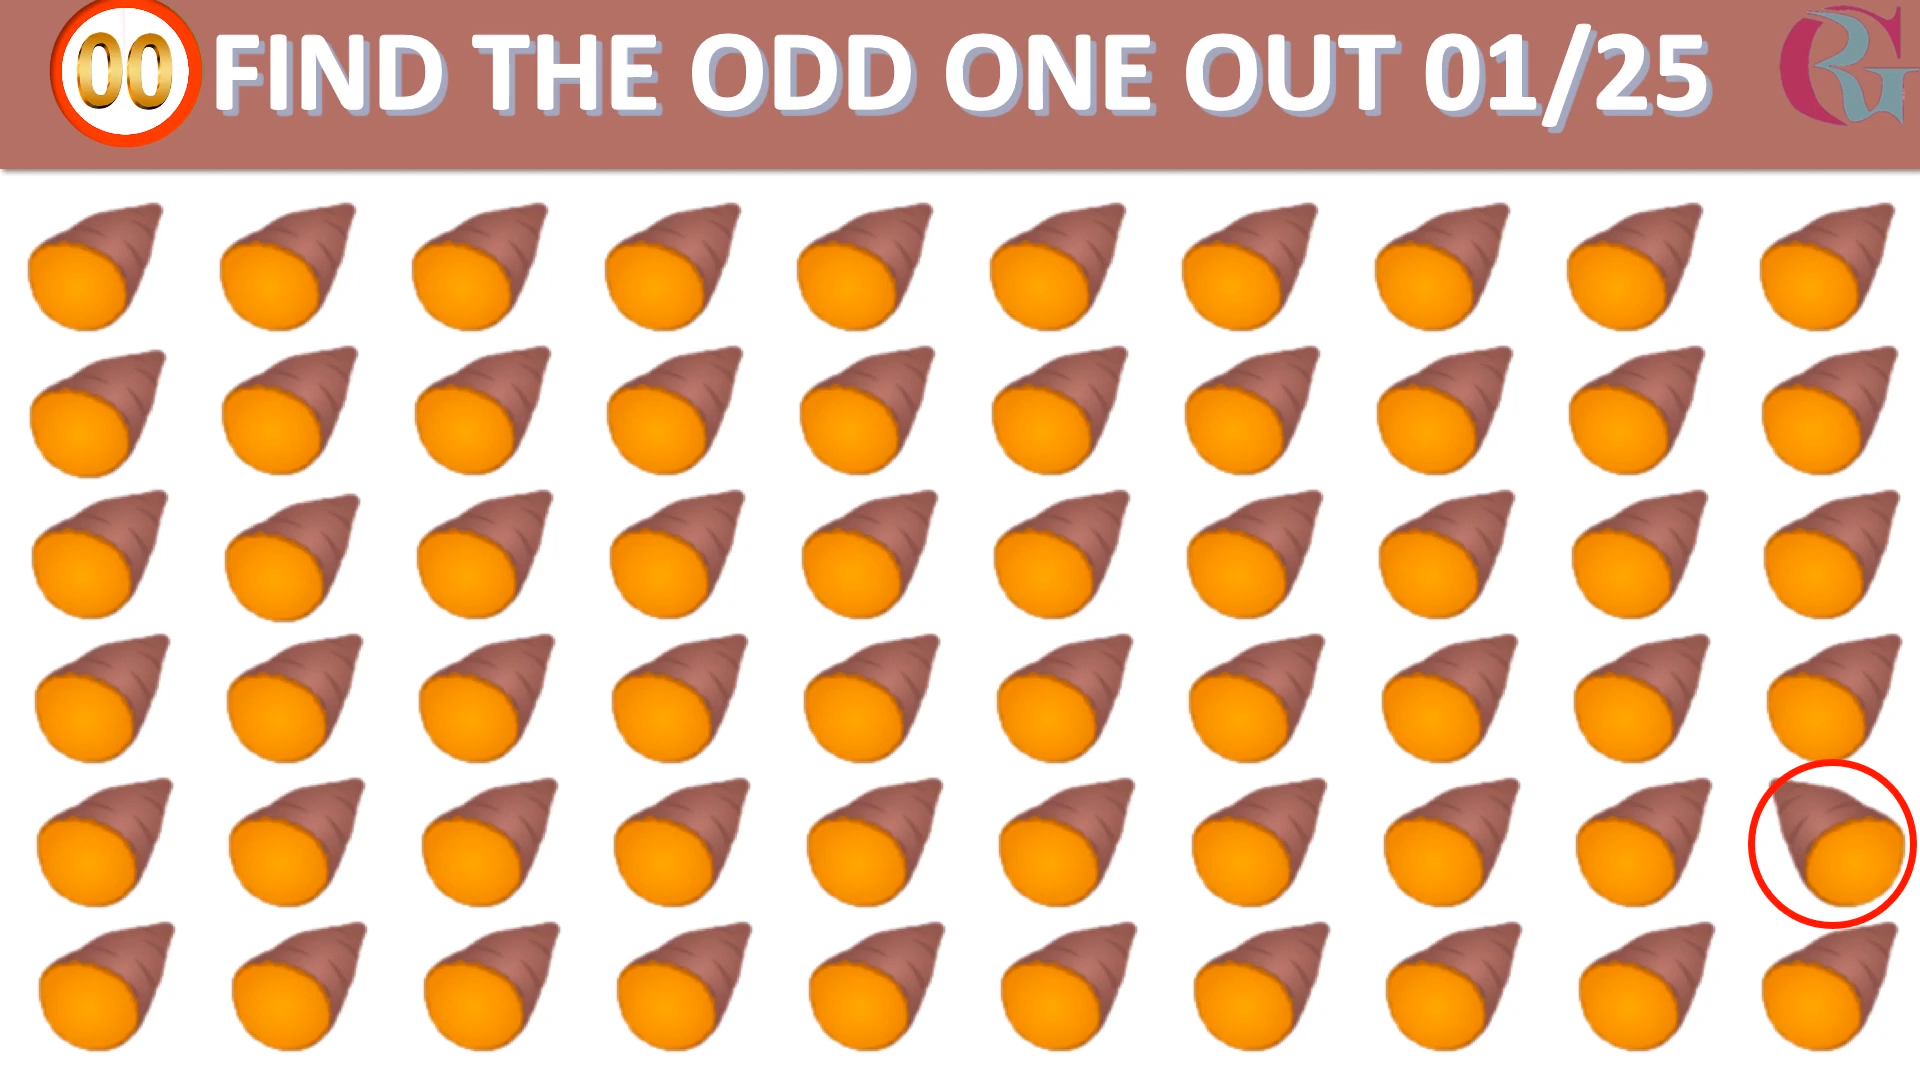 00 FIND THE ODD ONE OUT 01/25